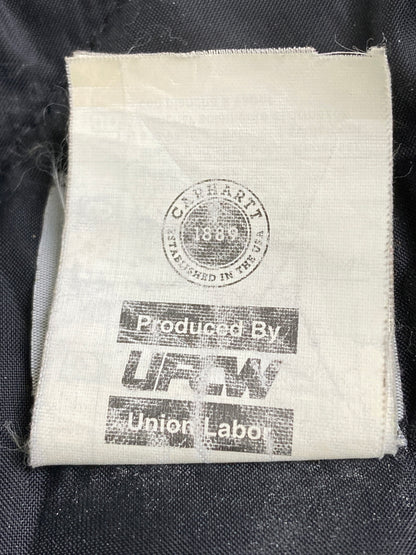 CARHARTT
1889
ESTABLISHED IN THE USA
Produced By
UFCW
Union Labor